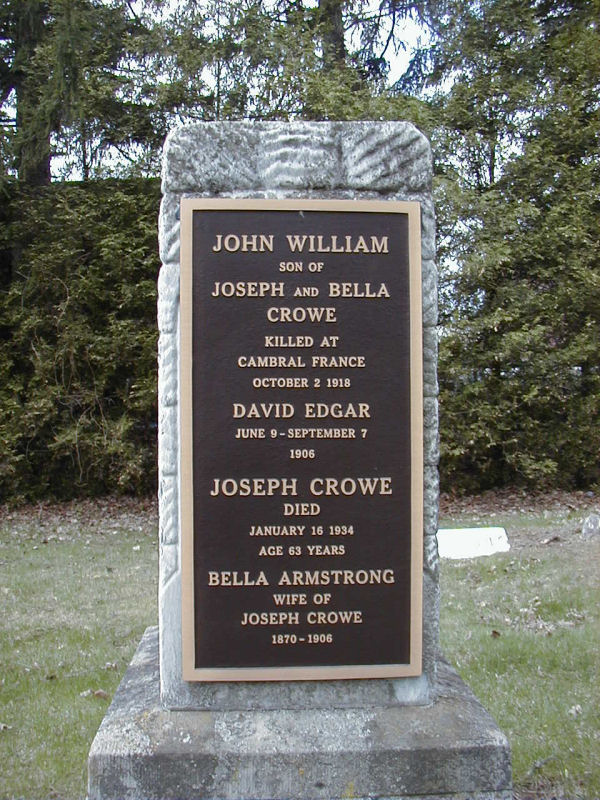 JOHN WILLIAM
SON OF
JOSEPH AND BELLA
CROWE
KILLED AT
CAMBRAL FRANCE
OCTOBER 2 1918
DAVID EDGAR
JUNE 9 - SEPTEMBER 7
1906
JOSEPH CROWE
DIED
JANUARY 16 1934
AGE 63 YEARS
BELLA ARMSTRONG
WIFE OF
JOSEPH CROWE
1870 - 1906